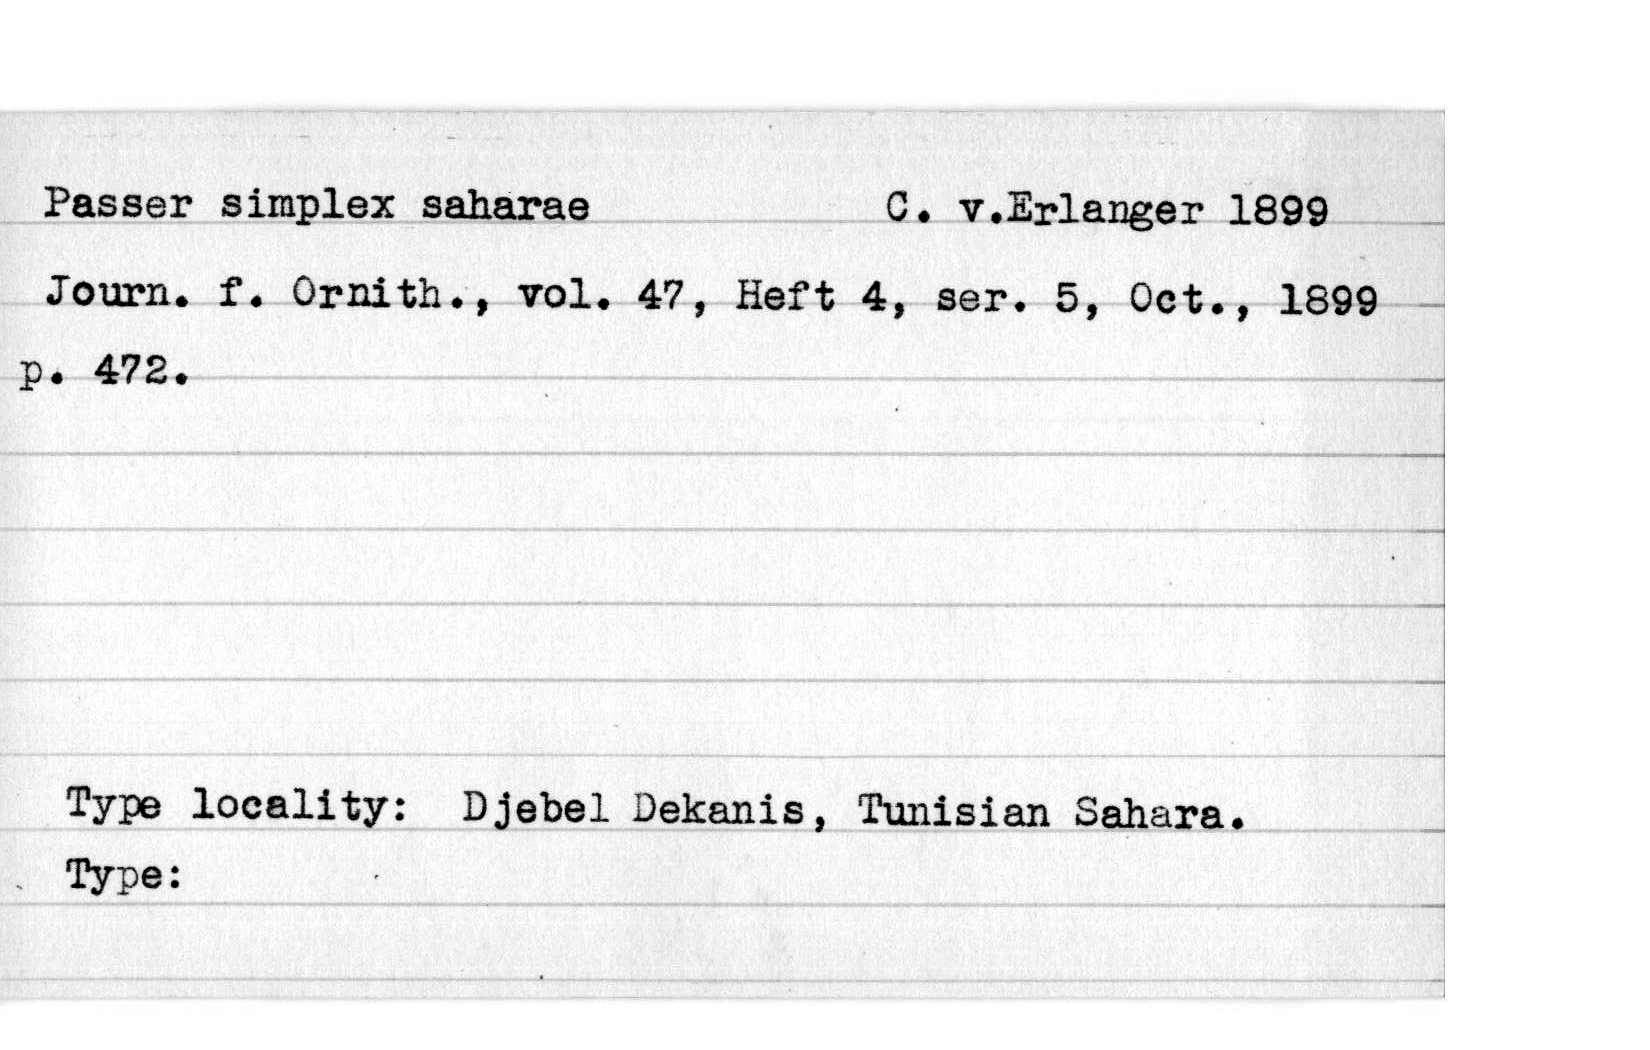 Passer simplex saharae C. v.Erlanger 1899
Journ. f. Ornith., vol. 47, Heft 4, ser. 5, Oct., 1899
p. 472.
Type locality: Djebel Dekanis, Tunisian Sahara.
Type: